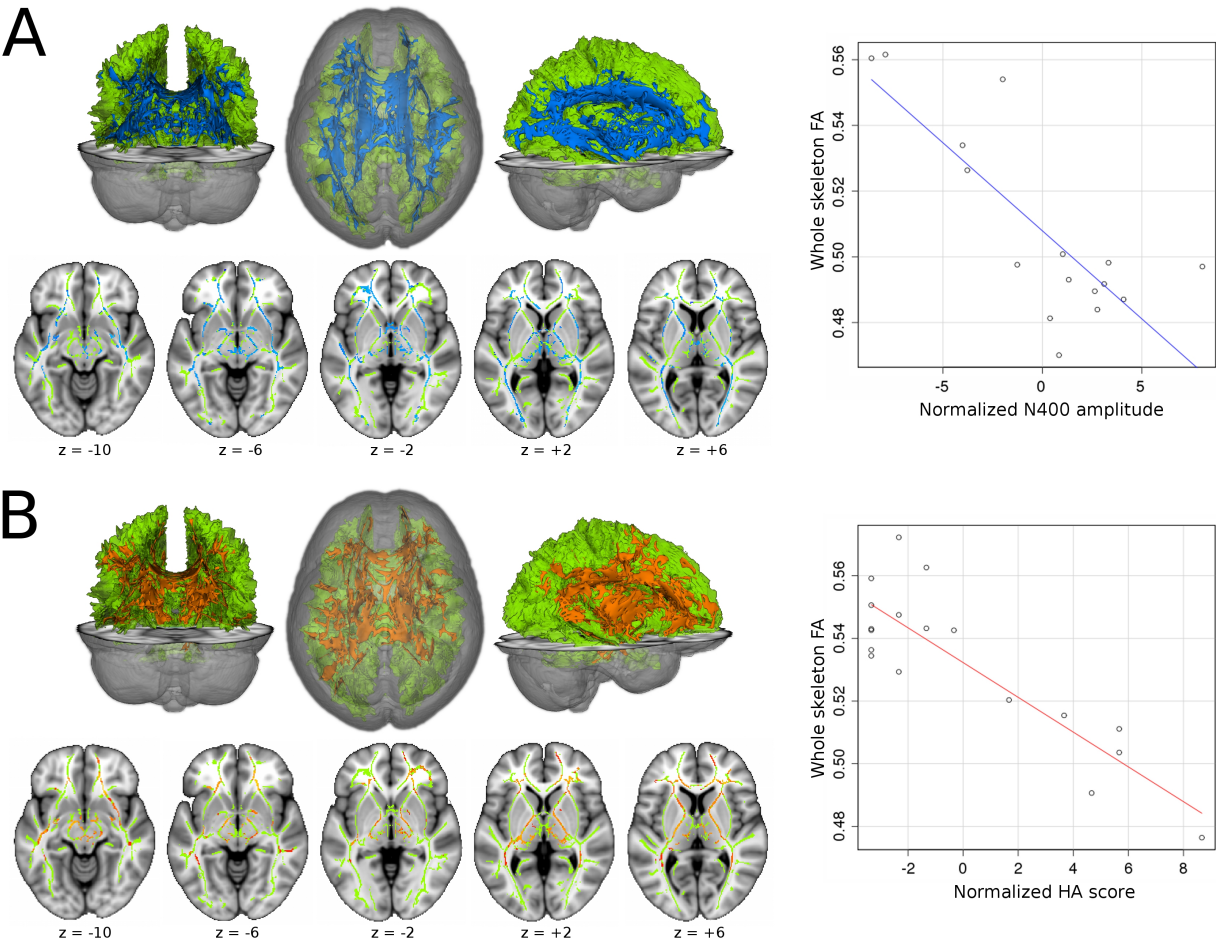 A
z = -10
z = -6
z = -2
z = +2
z = +6
Whole skeleton FA
0.56
0.54
0.52
0.50
0.48
-5
0
5
Normalized N400 amplitude
B
z = -10
z = -6
z = -2
z = +2
z = +6
Whole skeleton FA
0.56
0.54
0.52
0.50
0.48
-2
0
2
4
6
8
Normalized HA score